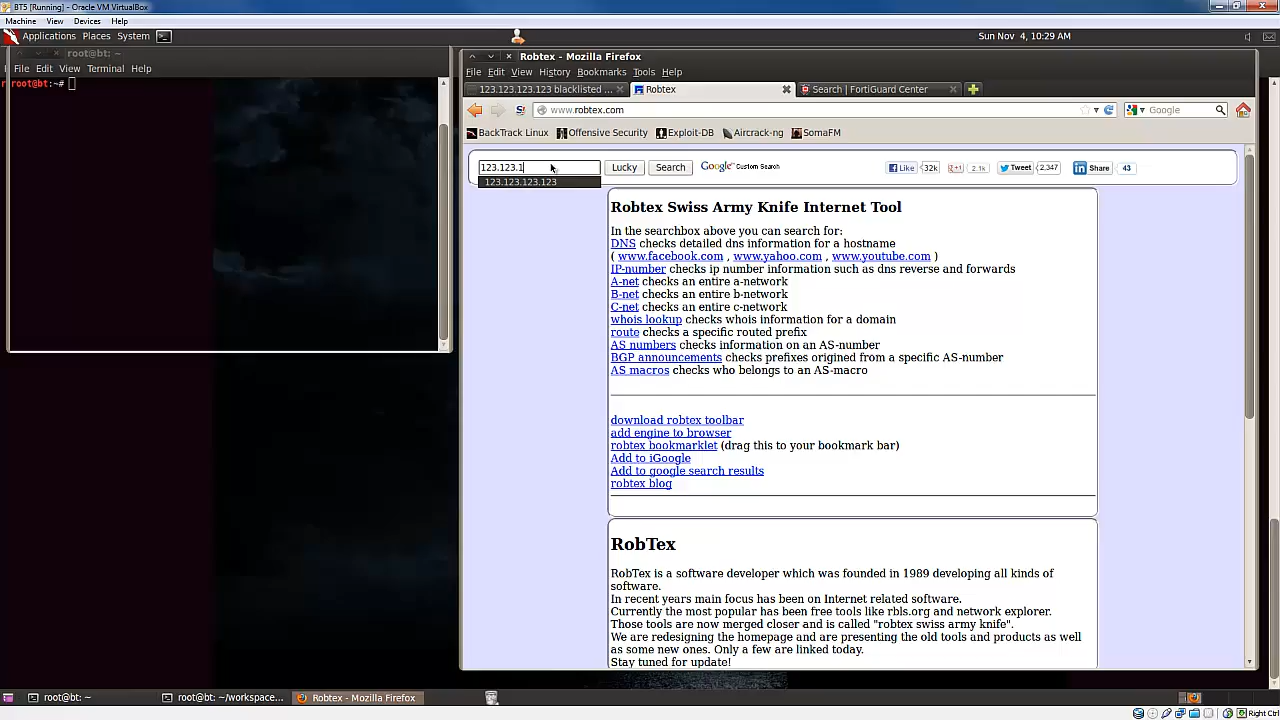 BT5 [Running] - Oracle VM VirtualBox
Machine View Devices Help
Applications Places System
Sun Nov 4, 10:29 AM
root@bt: ~
File Edit View Terminal Help
root@bt:~#
Robtex - Mozilla Firefox
File Edit View History Bookmarks Tools Help
123.123.123.123 blacklisted ...
Robtex
Search | FortiGuard Center
www.robtex.com
Google
BackTrack Linux Offensive Security Exploit-DB Aircrack-ng SomaFM
123.123.1
Lucky
Search
Google Custom Search
Like 32k +1 2.1k Tweet 2,347 Share 43
123.123.123.123
Robtex Swiss Army Knife Internet Tool
In the searchbox above you can search for:
DNS checks detailed dns information for a hostname
( www.facebook.com , www.yahoo.com , www.youtube.com )
IP-number checks ip number information such as dns reverse and forwards
A-net checks an entire a-network
B-net checks an entire b-network
C-net checks an entire c-network
whois lookup checks whois information for a domain
route checks a specific routed prefix
AS numbers checks information on an AS-number
BGP announcements checks prefixes origined from a specific AS-number
AS macros checks who belongs to an AS-macro
download robtex toolbar
add engine to browser
robtex bookmarklet (drag this to your bookmark bar)
Add to iGoogle
Add to google search results
robtex blog
RobTex
RobTex is a software developer which was founded in 1989 developing all kinds of
software.
In recent years main focus has been on Internet related software.
Currently the most popular has been free tools like rbls.org and network explorer.
Those tools are now merged closer and is called "robtex swiss army knife".
We are redesigning the homepage and are presenting the old tools and products as well
as some new ones. Only a few are linked today.
Stay tuned for update!
root@bt: ~
root@bt: ~/workspace...
Robtex - Mozilla Firefox
Right Ctrl